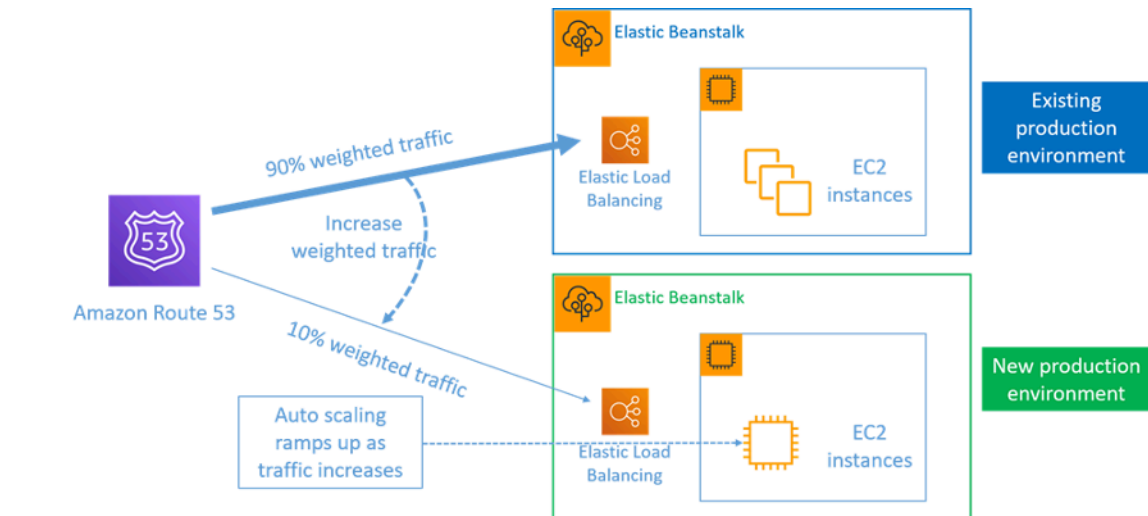 Elastic Beanstalk
90% weighted traffic
Elastic Load
Balancing
EC2
instances
Existing
production
environment
53
Amazon Route 53
Increase
weighted traffic
10% weighted traffic
Elastic Beanstalk
Auto scaling
ramps up as
traffic increases
Elastic Load
Balancing
EC2
instances
New production
environment